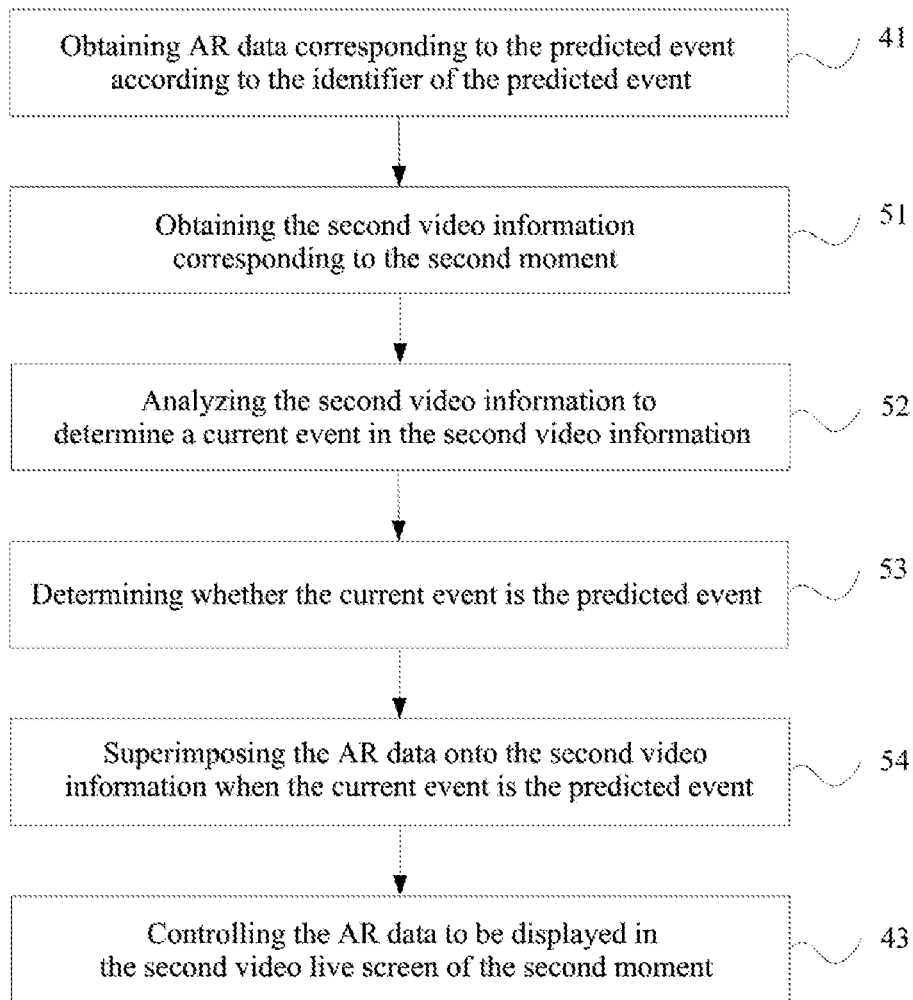 Obtaining AR data corresponding to the predicted event
according to the identifier of the predicted event
41
Obtaining the second video information
corresponding to the second moment
51
Analyzing the second video information to
determine a current event in the second video information
52
Determining whether the current event is the predicted event
53
Superimposing the AR data onto the second video
information when the current event is the predicted event
54
Controlling the AR data to be displayed in
the second video live screen of the second moment
43